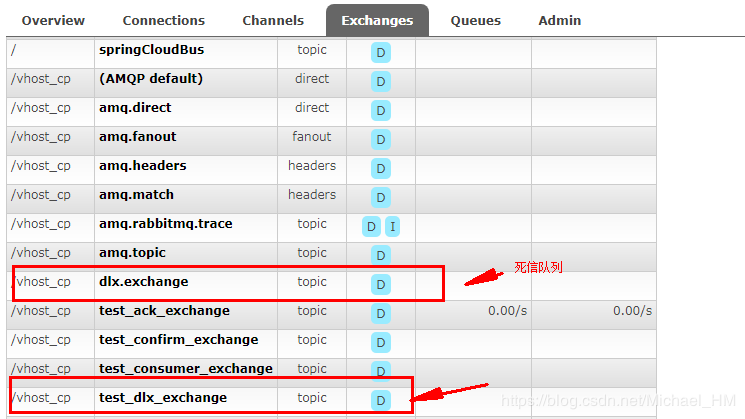 Overview Connections Channels Exchanges Queues Admin
/ springCloudBus topic D
/vhost_cp (AMQP default) direct D
/vhost_cp amq.direct direct D
/vhost_cp amq.fanout fanout D
/vhost_cp amq.headers headers D
/vhost_cp amq.match headers D
/vhost_cp amq.rabbitmq.trace topic D I
/vhost_cp amq.topic topic D
死信队列
/vhost_cp dlx.exchange topic D
/vhost_cp test_ack_exchange topic D 0.00/s 0.00/s
/vhost_cp test_confirm_exchange topic D
/vhost_cp test_consumer_exchange topic D
/vhost_cp test_dlx_exchange topic D
https://blog.csdn.net/Michael_HM